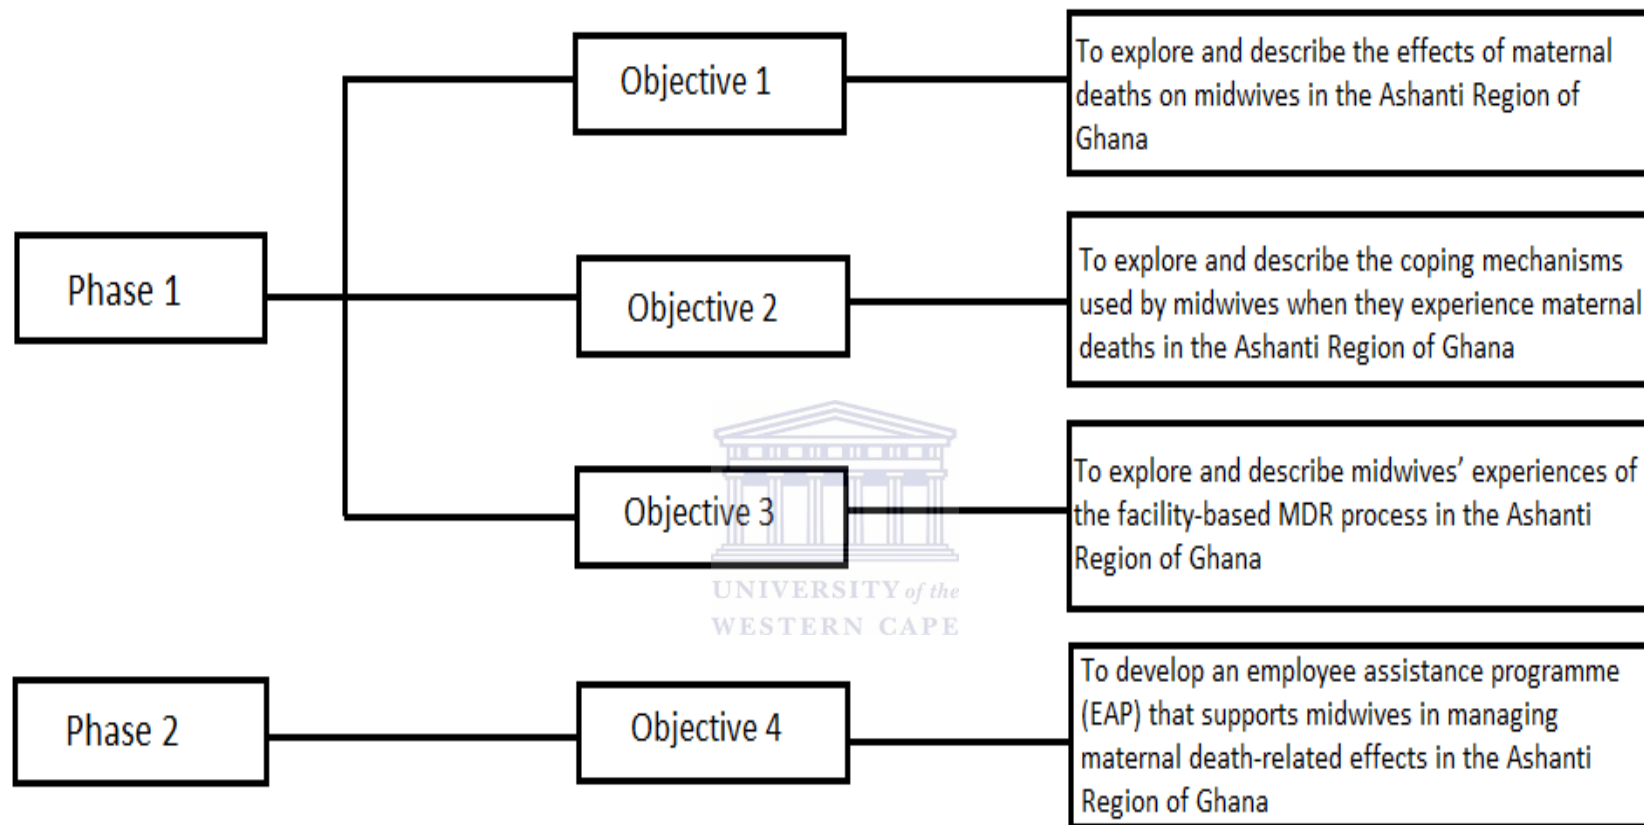 Phase 1
Objective 1
To explore and describe the effects of maternal
deaths on midwives in the Ashanti Region of
Ghana
Objective 2
To explore and describe the coping mechanisms
used by midwives when they experience maternal
deaths in the Ashanti Region of Ghana
Objective 3
To explore and describe midwives’ experiences of
the facility-based MDR process in the Ashanti
Region of Ghana
UNIVERSITY of the
WESTERN CAPE
Phase 2
Objective 4
To develop an employee assistance programme
(EAP) that supports midwives in managing
maternal death-related effects in the Ashanti
Region of Ghana